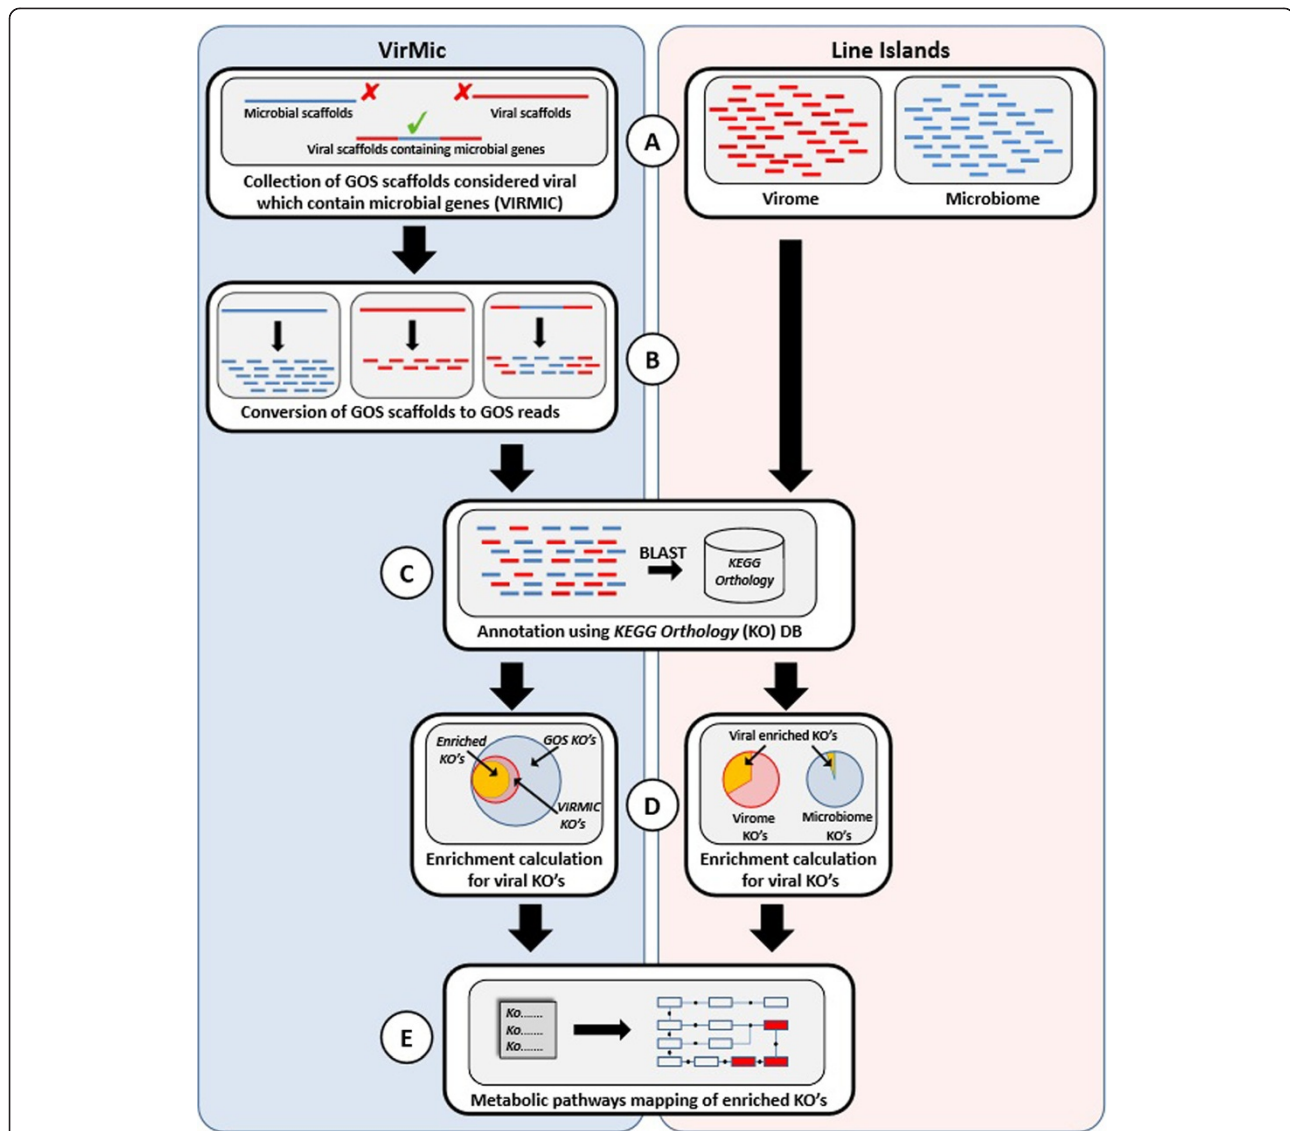 VirMic
Line Islands
Microbial scaffolds
Viral scaffolds
Viral scaffolds containing microbial genes
Collection of GOS scaffolds considered viral
which contain microbial genes (VIRMIC)
A
Virome
Microbiome
B
Conversion of GOS scaffolds to GOS reads
C
BLAST
KEGG
Orthology
Annotation using KEGG Orthology (KO) DB
Enriched
KO's
GOS KO's
VIRMIC
KO's
Enrichment calculation
for viral KO's
D
Viral enriched KO's
Virome
KO's
Microbiome
KO's
Enrichment calculation
for viral KO's
E
Ko.......
Ko.......
Ko.......
Metabolic pathways mapping of enriched KO's